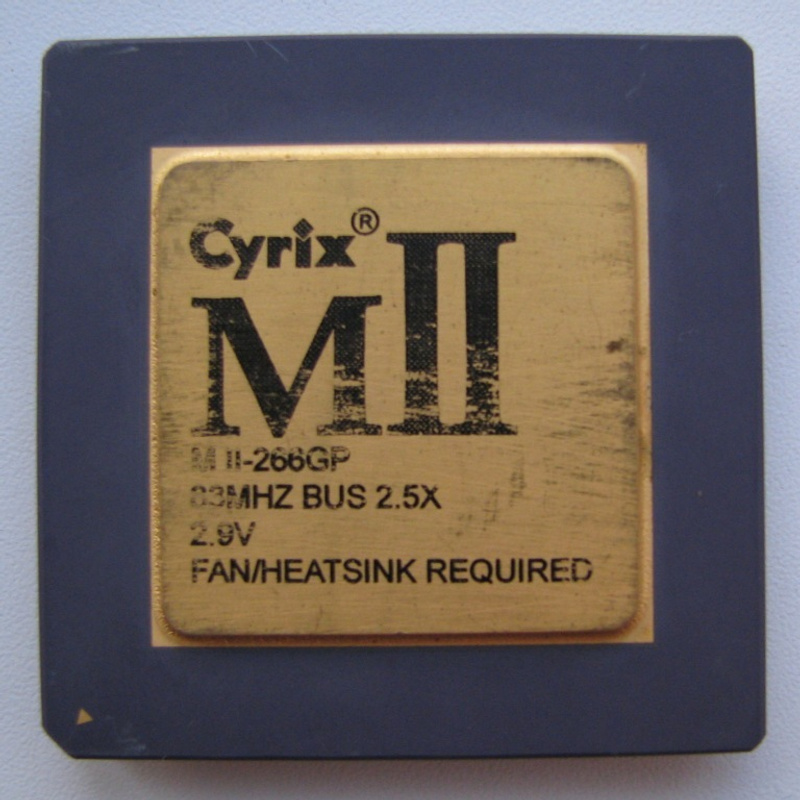 Cyrix®
MII
M II-266GP
83MHZ BUS 2.5X
2.9V
FAN/HEATSINK REQUIRED